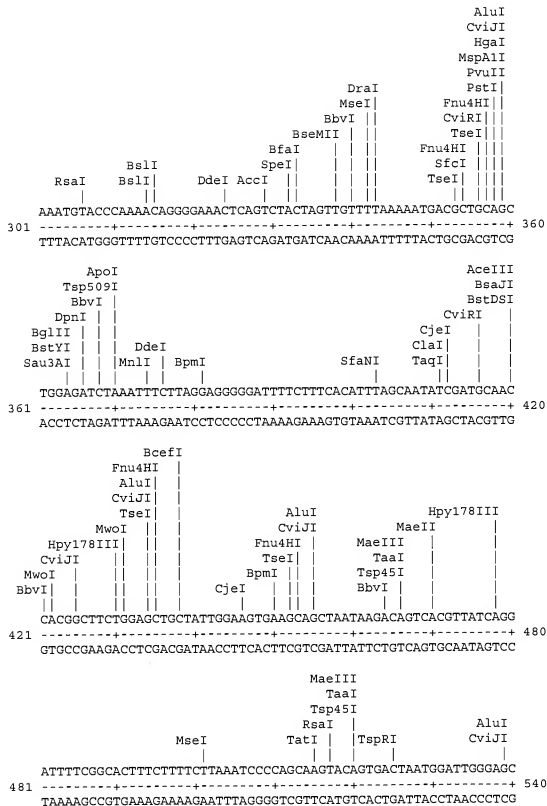 AluI
CviJI
HgaI
MspA1I
PvuII
DraI PstI
MseI Fnu4HI
BbvI CviRI
BseMII TseI
BfaI Fnu4HI
BslI SpeI SfcI
RsaI BslI DdeI AccI TseI
AAATGTACCCAAAACAGGGGAAACTCAGTCTACTAGTTGTTTTAAAAATGACGCTGCAGC
301 ---------+---------+---------+---------+---------+---------+ 360
TTTACATGGGTTTTGTCCCCTTTGAGTCAGATGATCAACAAAATTTTTACTGCGACGTCG
ApoI AceIII
Tsp509I BsaJI
BbvI BstDSI
DpnI CviRI
BglII CjeI
BstYI DdeI ClaI
Sau3AI MnlI BpmI SfaNI TaqI
TGGAGATCTAAATTTCTTAGGAGGGGGATTTTCTTTCACATTTAGCAATATCGATGCAAC
361 ---------+---------+---------+---------+---------+---------+ 420
ACCTCTAGATTTAAAGAATCCTCCCCCTAAAAGAAAGTGTAAATCGTTATAGCTACGTTG
BcefI
Fnu4HI
AluI
CviJI AluI
TseI CviJI Hpy178III
MwoI Fnu4HI MaeII
Hpy178III TseI MaeIII
CviJI BpmI TaaI
MwoI Tsp45I
BbvI CjeI BbvI
CACGGCTTCTGGAGCTGCTATTGGAAGTGAAGCAGCTAATAAGACAGTCACGTTATCAGG
421 ---------+---------+---------+---------+---------+---------+ 480
GTGCCGAAGACCTCGACGATAACCTTCACTTCGTCGATTATTCTGTCAGTGCAATAGTCC
MaeIII
TaaI
Tsp45I
RsaI AluI
MseI TatI TspRI CviJI
ATTTTCGGCACTTTCTTTTCTTAAATCCCCAGCAAGTACAGTGACTAATGGATTGGGAGC
481 ---------+---------+---------+---------+---------+---------+ 540
TAAAAGCCGTGAAAGAAAAGAATTTAGGGGTCGTTCATGTCACTGATTACCTAACCCTCG